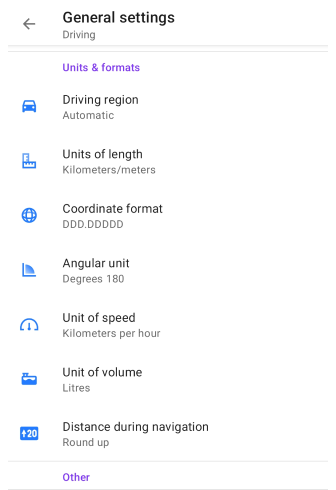 General settings
Driving
Units & formats
Driving region
Automatic
Units of length
Kilometers/meters
Coordinate format
DDD.DDDDD
Angular unit
Degrees 180
Unit of speed
Kilometers per hour
Unit of volume
Litres
Distance during navigation
20
Round up
Other